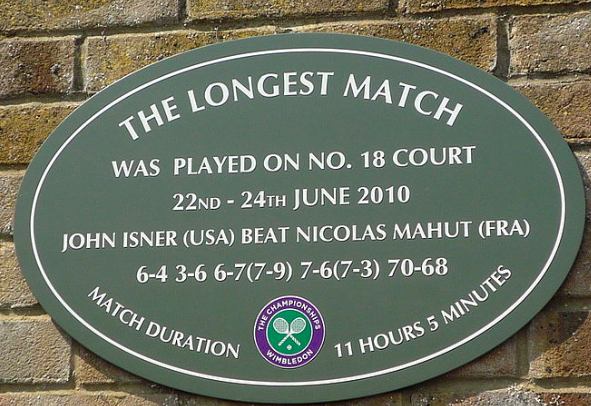 THE LONGEST MATCH
WAS PLAYED ON NO. 18 COURT
22ND - 24TH JUNE 2010
JOHN ISNER (USA) BEAT NICOLAS MAHUT (FRA)
6-4 3-6 6-7(7-9) 7-6(7-3) 70-68
MATCH DURATION 11 HOURS 5 MINUTES
THE CHAMPIONSHIPS
WIMBLEDON